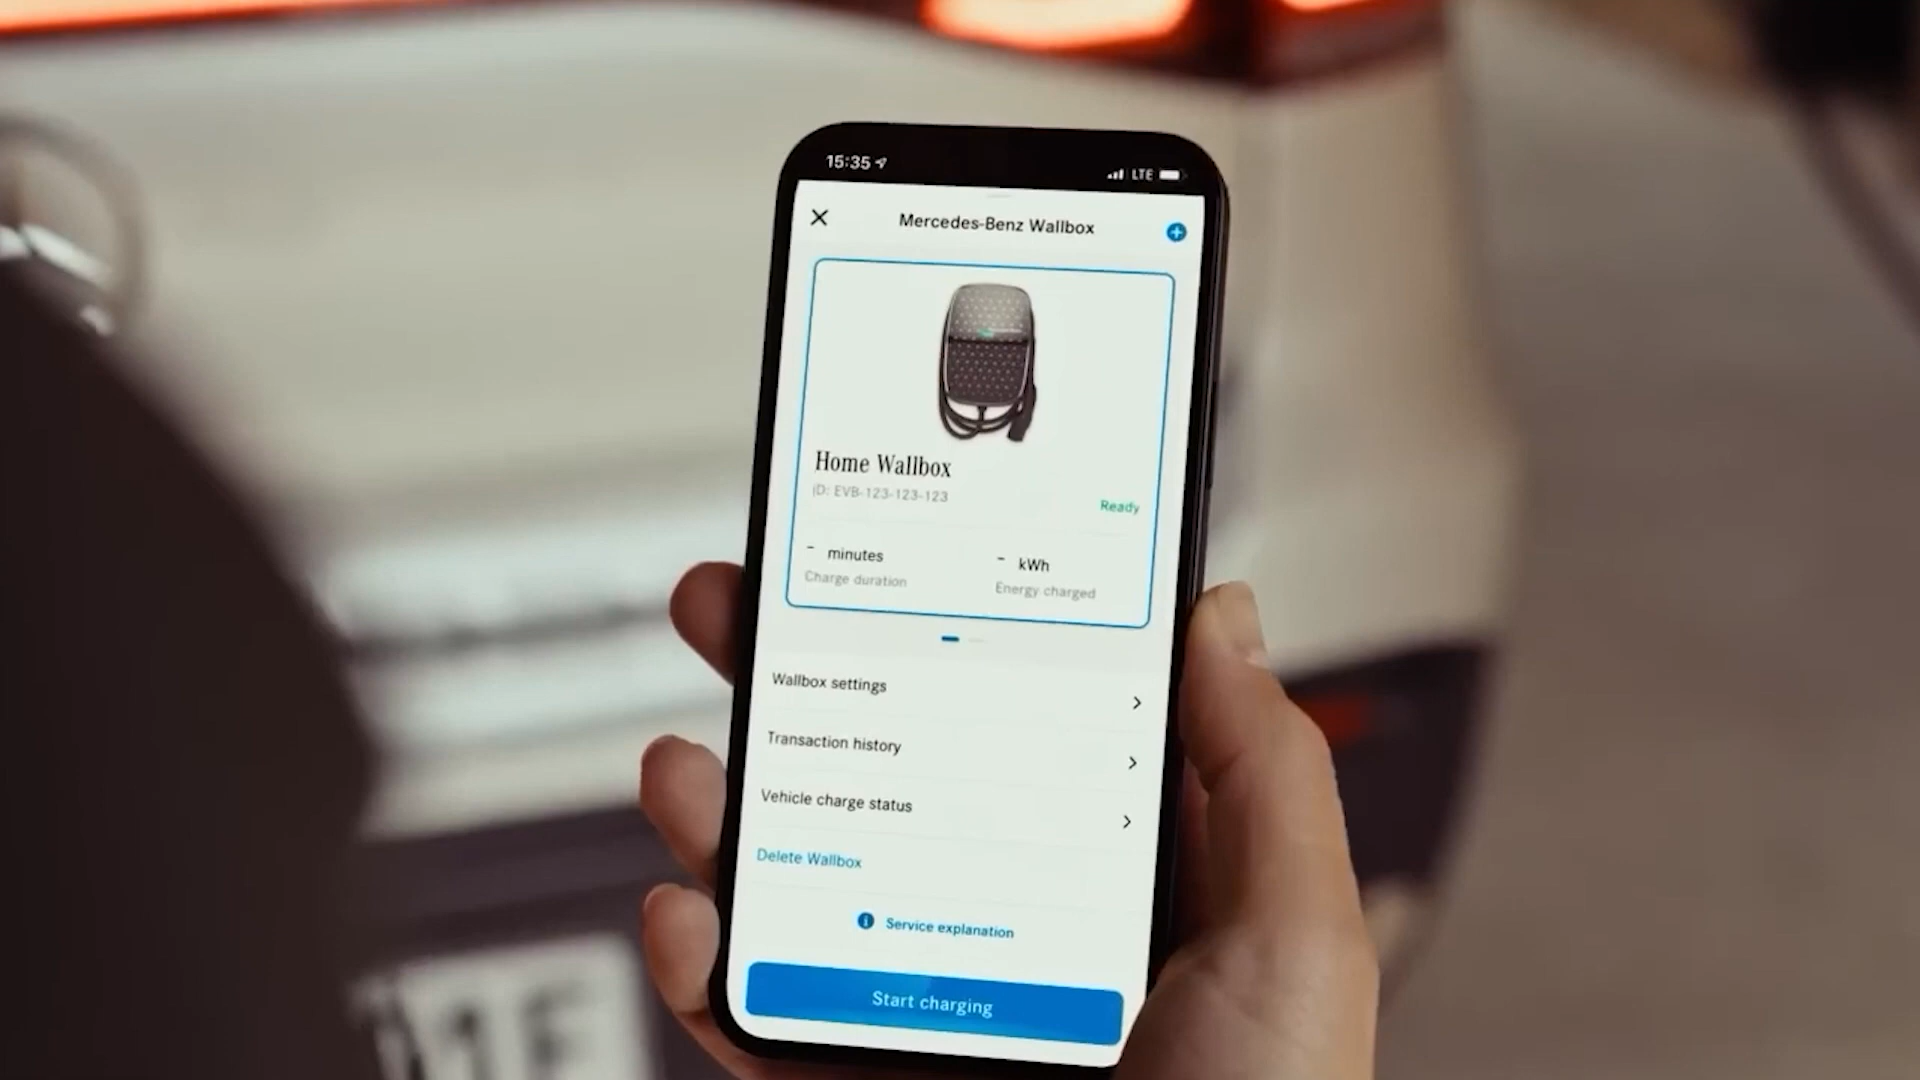 15:35
LTE
Mercedes-Benz Wallbox
Home Wallbox
ID: EVB-123-123-123
Ready
- minutes
- kWh
Charge duration
Energy charged
Wallbox settings
Transaction history
Vehicle charge status
Delete Wallbox
Service explanation
Start charging